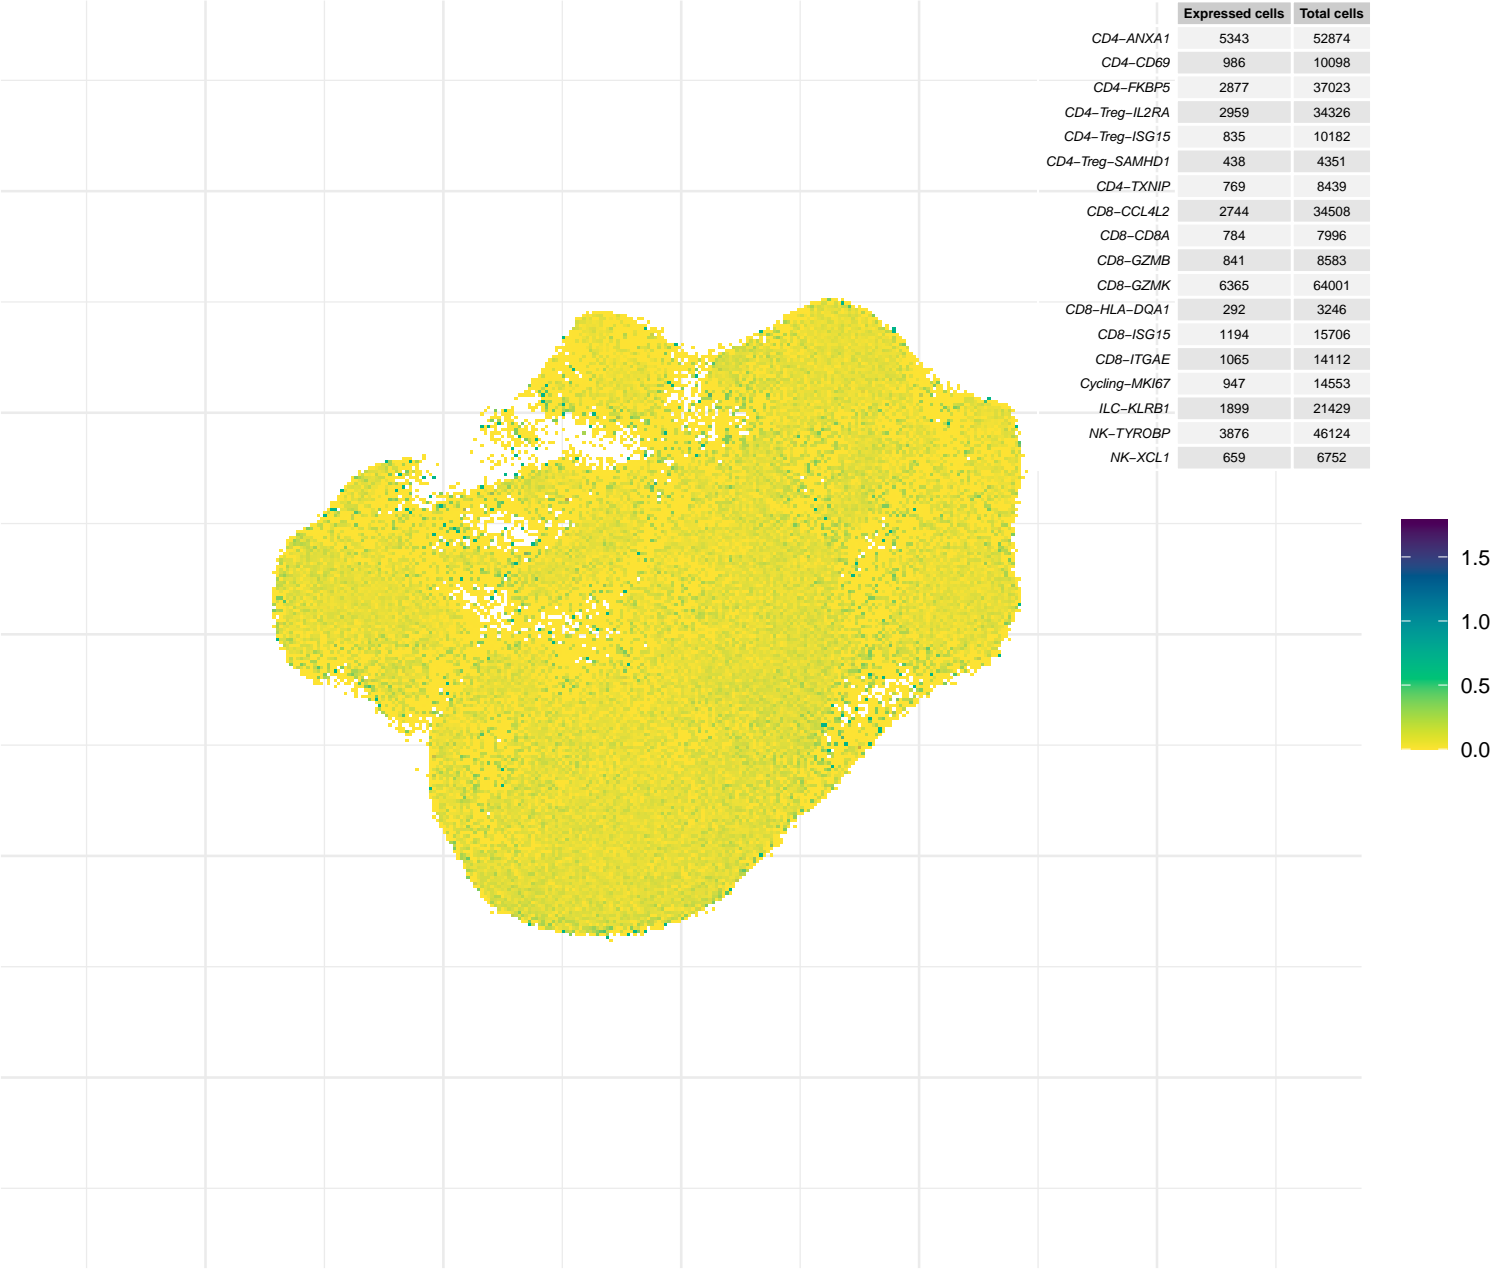 Expressed cells Total cells
CD4−ANXA1 5343 52874
CD4−CD69 986 10098
CD4−FKBP5 2877 37023
CD4−Treg−IL2RA 2959 34326
CD4−Treg−ISG15 835 10182
CD4−Treg−SAMHD1 438 4351
CD4−TXNIP 769 8439
CD8−CCL4L2 2744 34508
CD8−CD8A 784 7996
CD8−GZMB 841 8583
CD8−GZMK 6365 64001
CD8−HLA−DQA1 292 3246
CD8−ISG15 1194 15706
CD8−ITGAE 1065 14112
Cycling−MKI67 947 14553
ILC−KLRB1 1899 21429
NK−TYROBP 3876 46124
NK−XCL1 659 6752
1.5
1.0
0.5
0.0